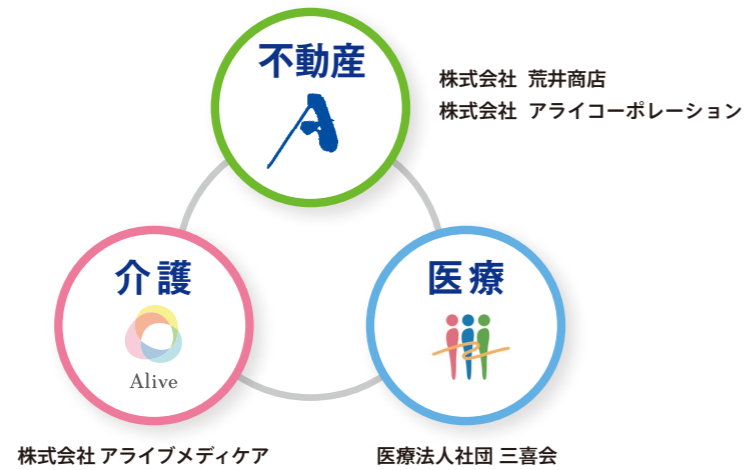 不動産
株式会社 荒井商店
株式会社 アライコーポレーション
介護
Alive
株式会社 アライブメディケア
医療
医療法人社団 三喜会